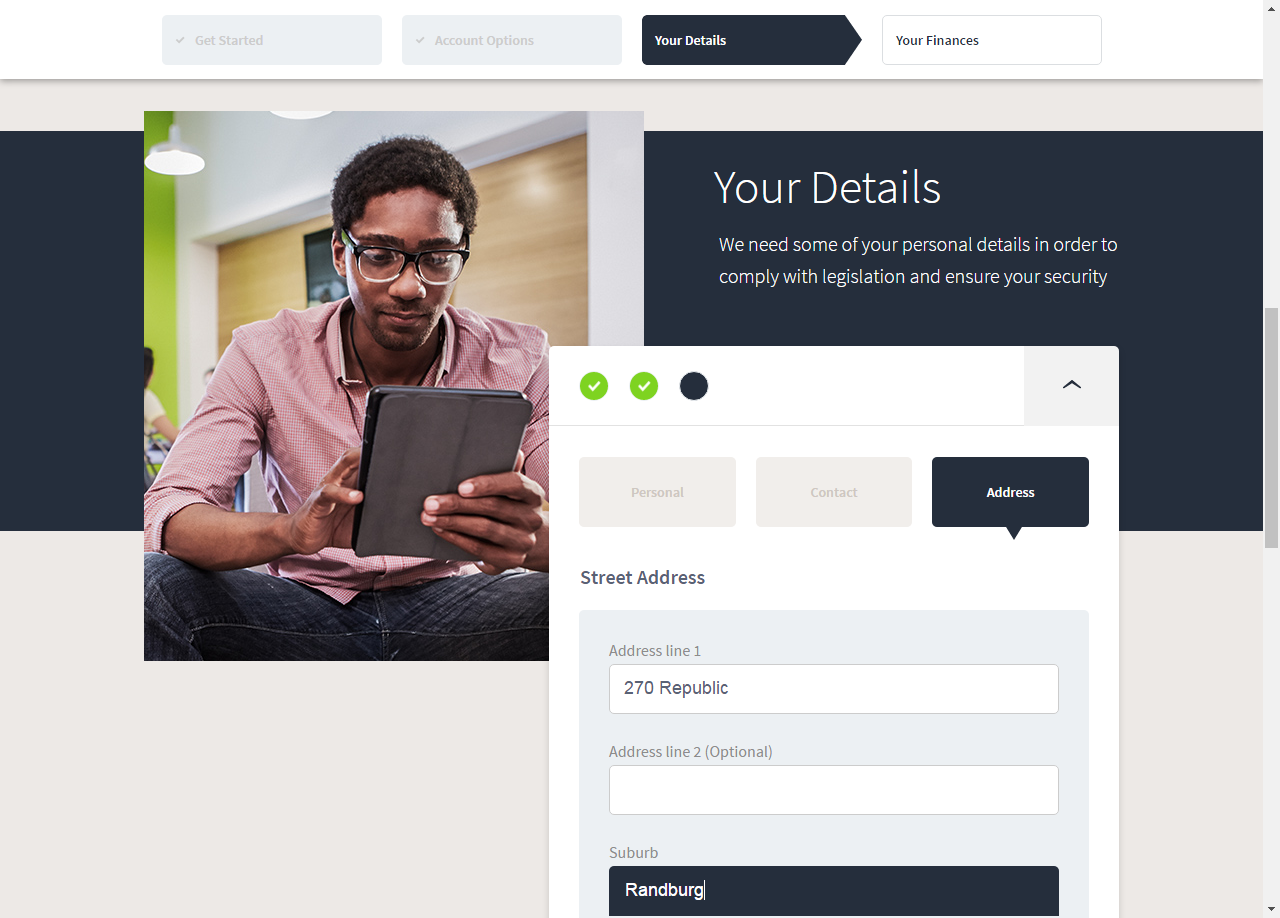 Get Started
Account Options
Your Details
Your Finances
Your Details
We need some of your personal details in order to
comply with legislation and ensure your security
Personal
Contact
Address
Street Address
Address line 1
270 Republic
Address line 2 (Optional)
Suburb
Randburg